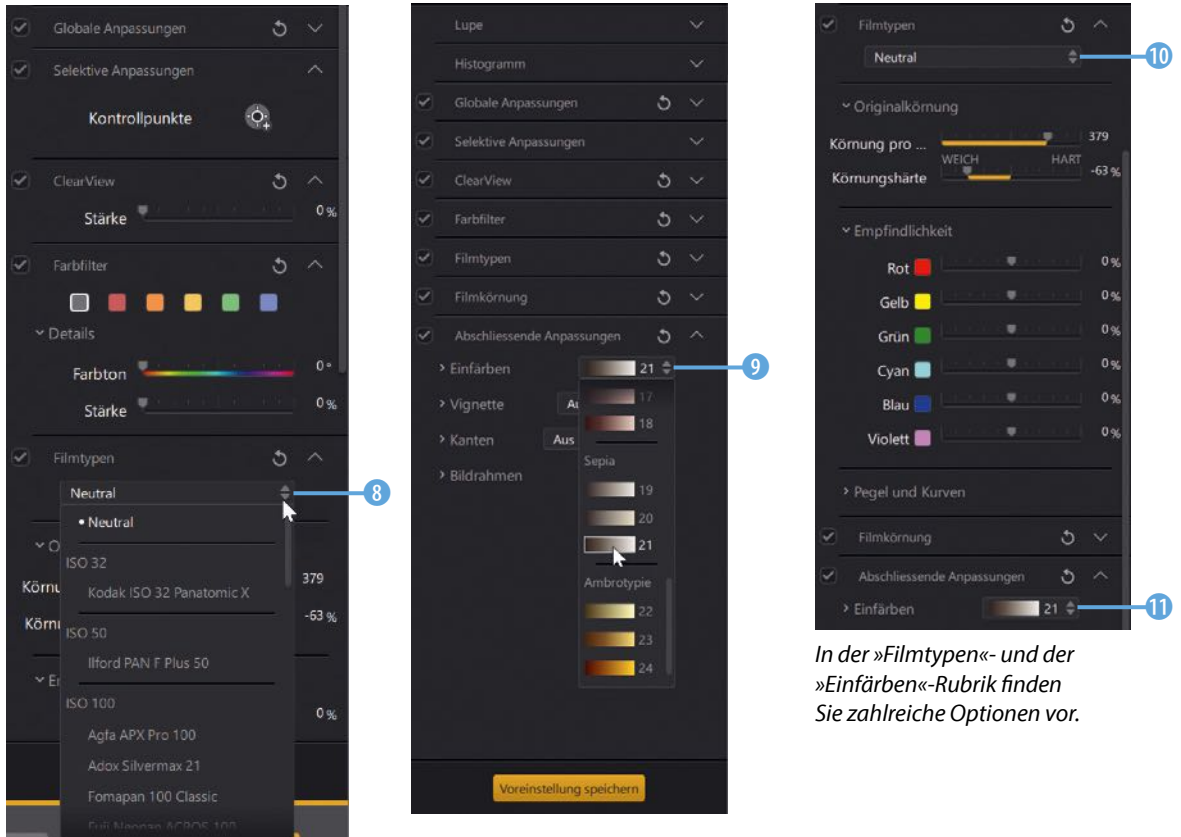 Globale Anpassungen
Selektive Anpassungen
Kontrollpunkte
ClearView
Stärke 0 %
Farbfilter
Details
Farbton 0 °
Stärke 0 %
Filmtypen
Neutral 8
• Neutral
ISO 32
379
Kodak ISO 32 Panatomic X
-63 %
ISO 50
Ilford PAN F Plus 50
ISO 100
0 %
Agfa APX Pro 100
Adox Silvermax 21
Fomapan 100 Classic
Fuji Neopan ACROS 100
Lupe
Histogramm
Globale Anpassungen
Selektive Anpassungen
ClearView
Farbfilter
Filmtypen
Filmkörnung
Abschliessende Anpassungen
Einfärben 21 9
Vignette
17
18
Kanten Aus
Sepia
Bildrahmen
19
20
21
Ambrotypie
22
23
24
Voreinstellung speichern
Filmtypen
Neutral 10
Originalkörnung
Körnung pro ... 379
WEICH HART
Körnungshärte -63 %
Empfindlichkeit
Rot 0 %
Gelb 0 %
Grün 0 %
Cyan 0 %
Blau 0 %
Violett 0 %
Pegel und Kurven
Filmkörnung
Abschliessende Anpassungen
Einfärben 21 11
In der »Filmtypen«- und der
»Einfärben«-Rubrik finden
Sie zahlreiche Optionen vor.